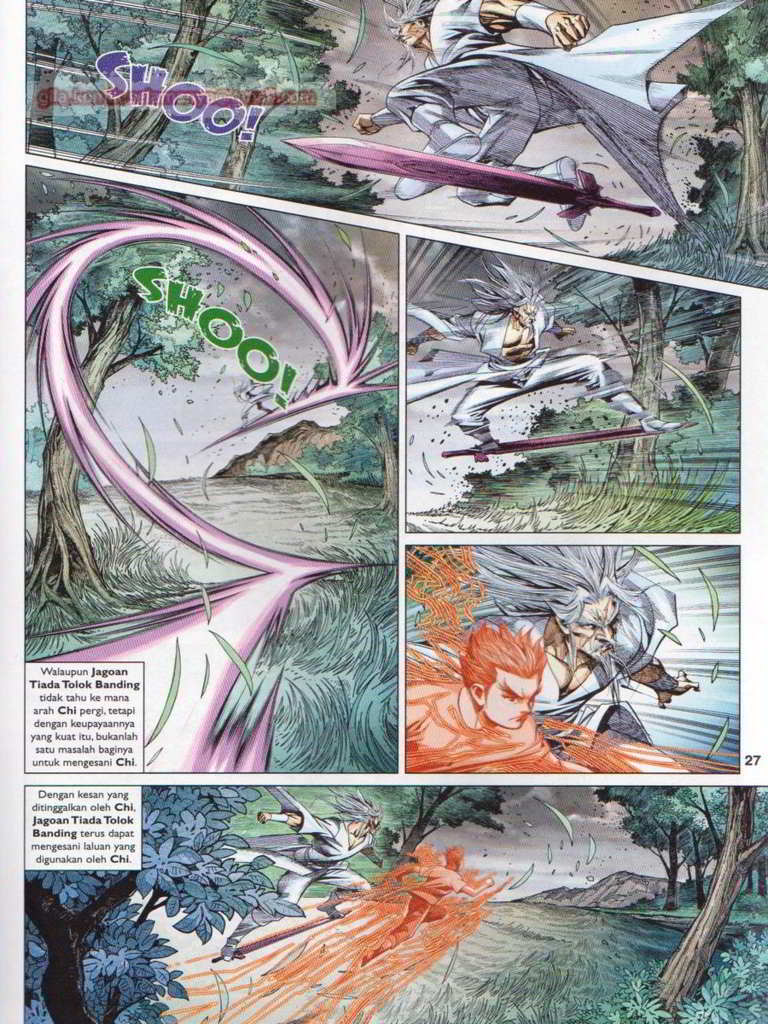 SHOO!
SHOO!
Walaupun Jagoan
Tiada Tolok Banding
tidak tahu ke mana
arah Chi pergi, tetapi
dengan keupayaannya
yang kuat itu, bukanlah
satu masalah baginya
untuk mengesani Chi.
27
Dengan kesan yang
ditinggalkan oleh Chi,
Jagoan Tiada Tolok
Banding terus dapat
mengesani laluan yang
digunakan oleh Chi.